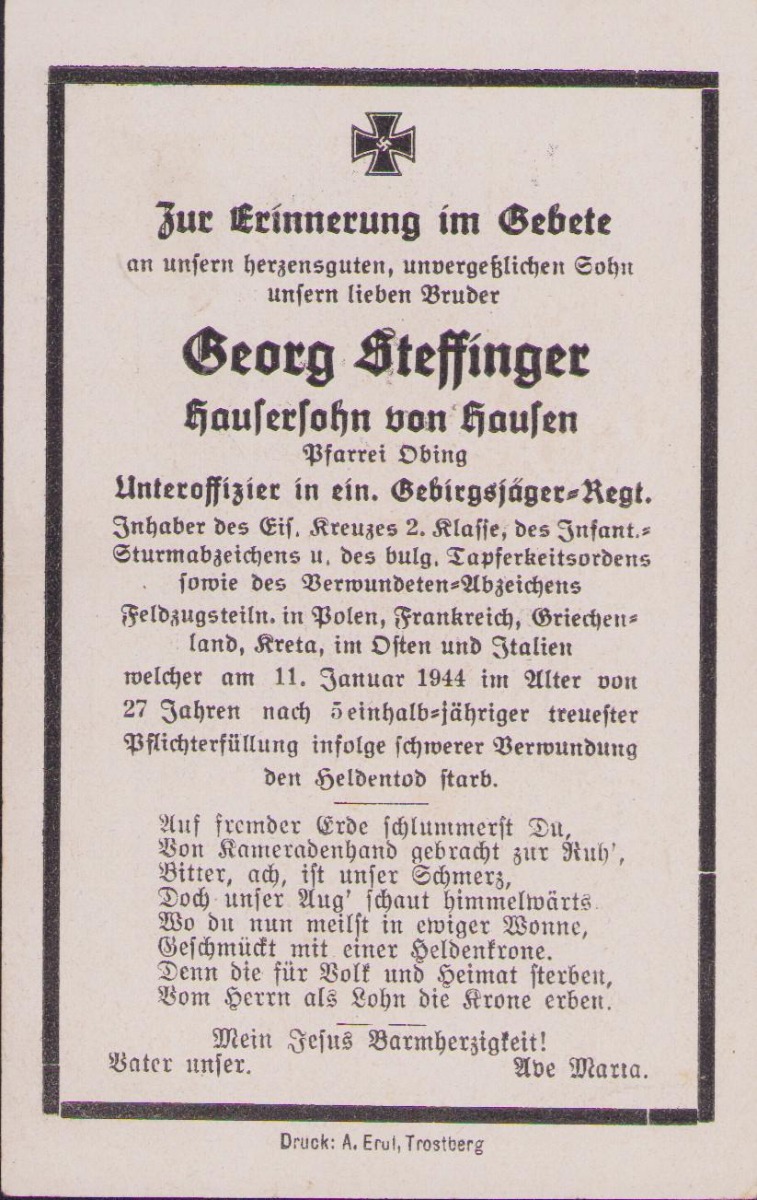 Zur Erinnerung im Gebete
an unsern herzensguten, unvergeßlichen Sohn
unsern lieben Bruder
Georg Steffinger
Hausersohn von Hausen
Pfarrei Obing
Unteroffizier in ein. Gebirgsjäger-Regt.
Inhaber des Eis. Kreuzes 2. Klasse, des Infant.-
Sturmabzeichens u. des bulg. Tapferkeitsordens
sowie des Verwundeten-Abzeichens
Feldzugsteiln. in Polen, Frankreich, Griechen-
land, Kreta, im Osten und Italien
welcher am 11. Januar 1944 im Alter von
27 Jahren nach 5einhalb-jähriger treuester
Pflichterfüllung infolge schwerer Verwundung
den Heldentod starb.
Auf fremder Erde schlummerst Du,
Von Kameradenhand gebracht zur Ruh',
Bitter, ach, ist unser Schmerz,
Doch unser Aug' schaut himmelwärts
Wo du nun weilst in ewiger Wonne,
Geschmückt mit einer Heldenkrone.
Denn die für Volk und Heimat sterben,
Vom Herrn als Lohn die Krone erben.
Mein Jesus Barmherzigkeit!
Vater unser. Ave Maria.
Druck: A. Erdl, Trostberg